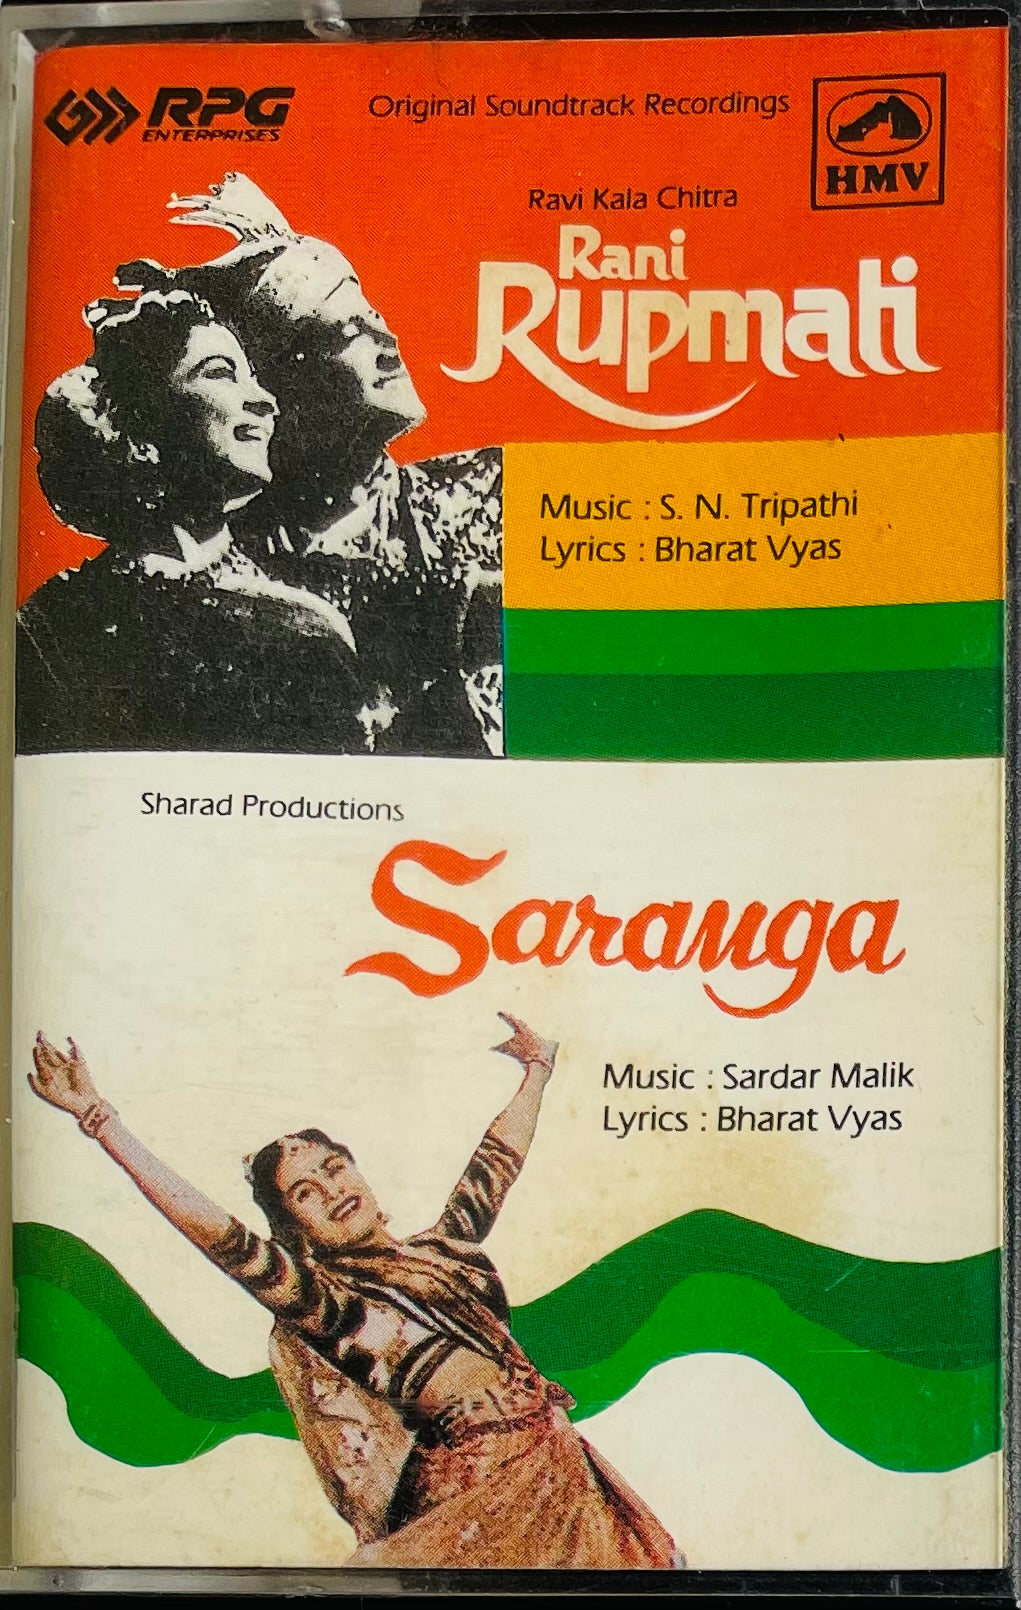 RPG
ENTERPRISES
Original Soundtrack Recordings
HMV
Ravi Kala Chitra
Rani
Rupmati
Music : S. N. Tripathi
Lyrics : Bharat Vyas
Sharad Productions
Saranga
Music : Sardar Malik
Lyrics : Bharat Vyas